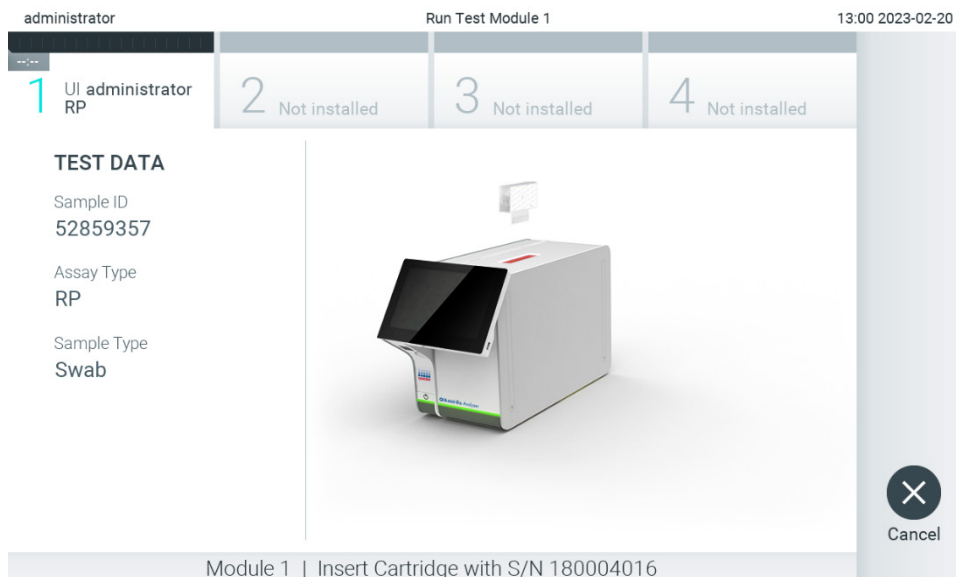 administrator
Run Test Module 1
13:00 2023-02-20
--:--
1 UI administrator
RP
2 Not installed
3 Not installed
4 Not installed
TEST DATA
Sample ID
52859357
Assay Type
RP
Sample Type
Swab
Cancel
Module 1 | Insert Cartridge with S/N 180004016